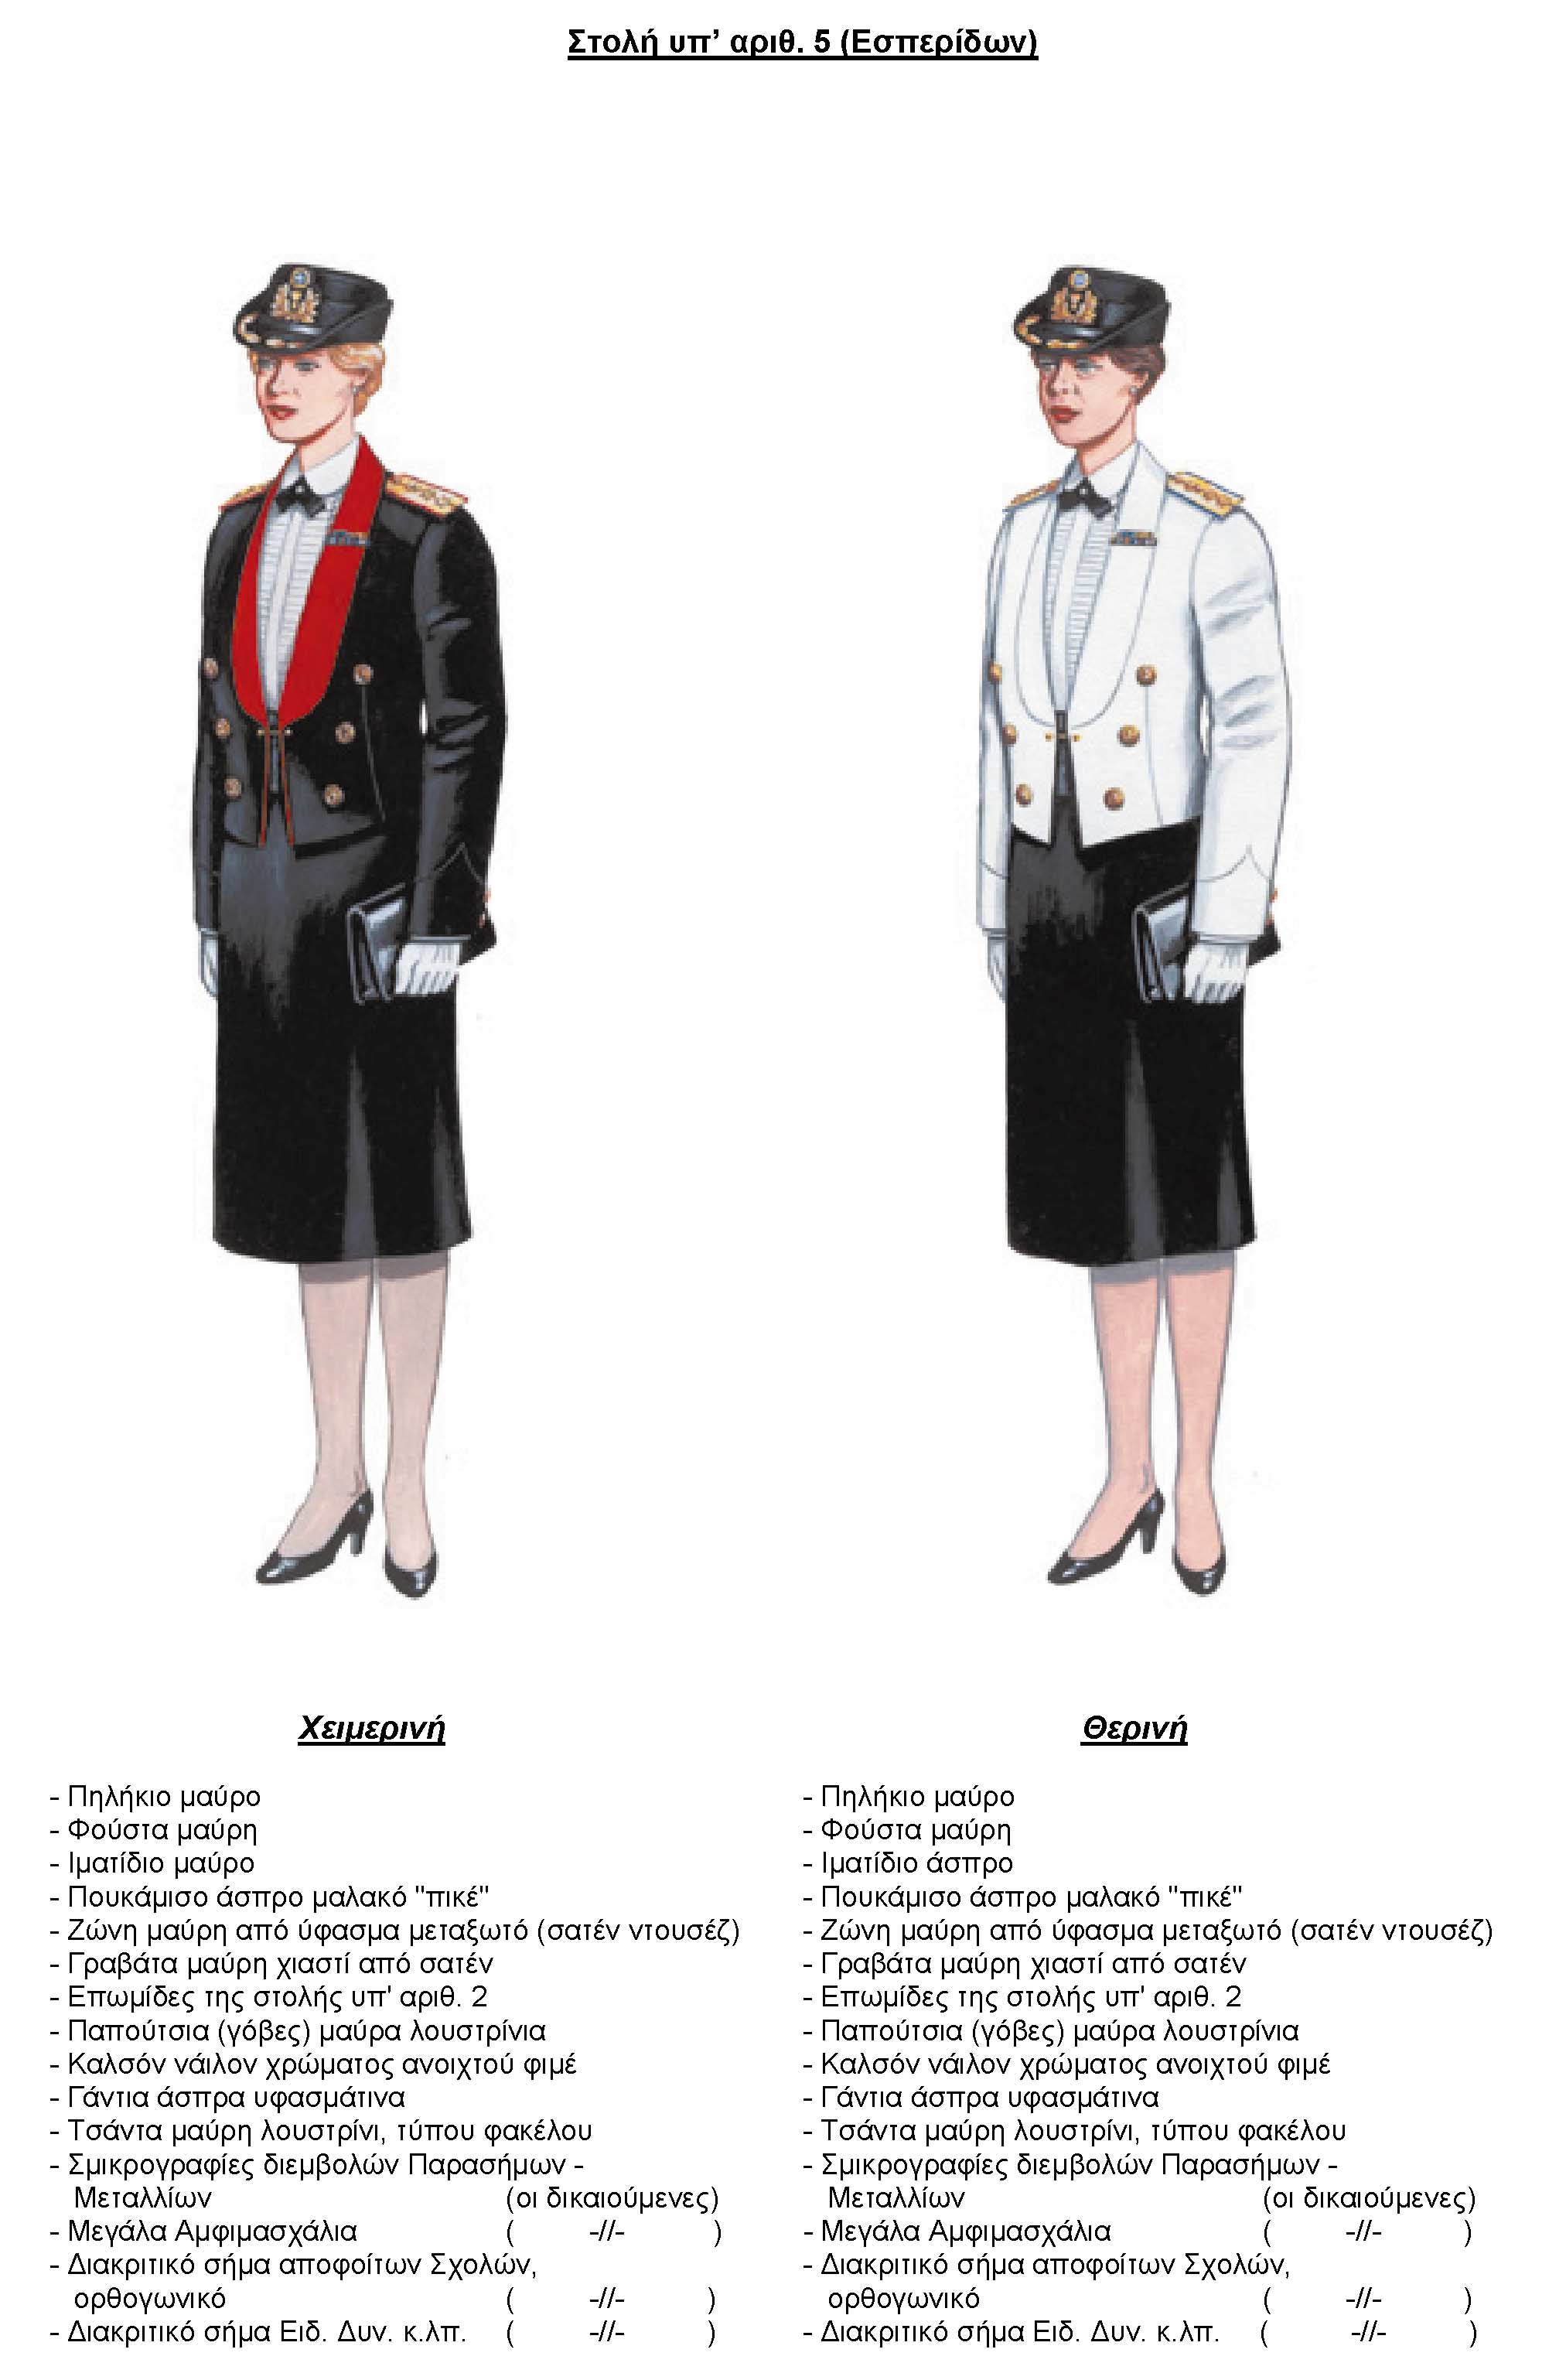 Στολή υπ’ αριθ. 5 (Εσπερίδων)
Χειμερινή
- Πηλήκιο μαύρο
- Φούστα μαύρη
- Ιματίδιο μαύρο
- Πουκάμισο άσπρο μαλακό "πικέ"
- Ζώνη μαύρη από ύφασμα μεταξωτό (σατέν ντουσέζ)
- Γραβάτα μαύρη χιαστί από σατέν
- Επωμίδες της στολής υπ' αριθ. 2
- Παπούτσια (γόβες) μαύρα λουστρίνια
- Καλσόν νάιλον χρώματος ανοιχτού φιμέ
- Γάντια άσπρα υφασμάτινα
- Τσάντα μαύρη λουστρίνι, τύπου φακέλου
- Σμικρογραφίες διεμβολών Παρασήμων -
Μεταλλίων (οι δικαιούμενες)
- Μεγάλα Αμφιμασχάλια ( -//- )
- Διακριτικό σήμα αποφοίτων Σχολών,
ορθογωνικό ( -//- )
- Διακριτικό σήμα Ειδ. Δυν. κ.λπ. ( -//- )
Θερινή
- Πηλήκιο μαύρο
- Φούστα μαύρη
- Ιματίδιο άσπρο
- Πουκάμισο άσπρο μαλακό "πικέ"
- Ζώνη μαύρη από ύφασμα μεταξωτό (σατέν ντουσέζ)
- Γραβάτα μαύρη χιαστί από σατέν
- Επωμίδες της στολής υπ' αριθ. 2
- Παπούτσια (γόβες) μαύρα λουστρίνια
- Καλσόν νάιλον χρώματος ανοιχτού φιμέ
- Γάντια άσπρα υφασμάτινα
- Τσάντα μαύρη λουστρίνι, τύπου φακέλου
- Σμικρογραφίες διεμβολών Παρασήμων -
Μεταλλίων (οι δικαιούμενες)
- Μεγάλα Αμφιμασχάλια ( -//- )
- Διακριτικό σήμα αποφοίτων Σχολών,
ορθογωνικό ( -//- )
- Διακριτικό σήμα Ειδ. Δυν. κ.λπ. ( -//- )